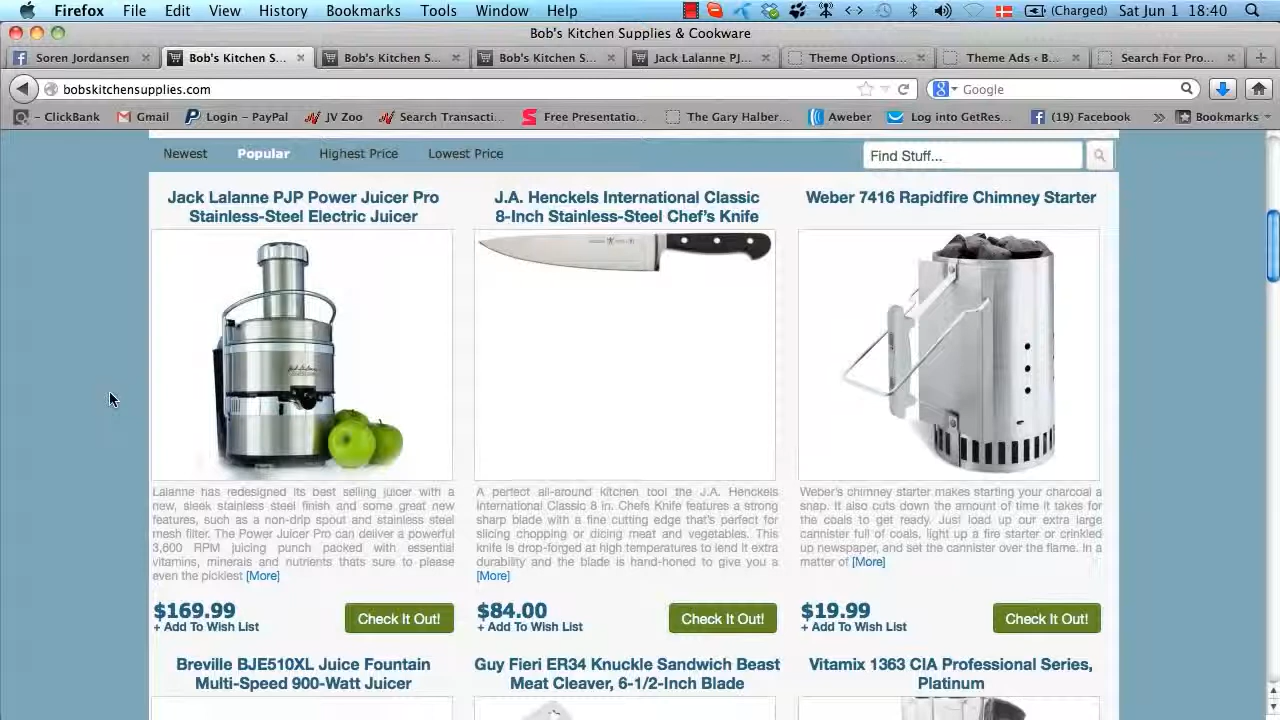 Firefox File Edit View History Bookmarks Tools Window Help (Charged) Sat Jun 1 18:40
Bob's Kitchen Supplies & Cookware
Soren Jordansen Bob's Kitchen S... Bob's Kitchen S... Bob's Kitchen S... Jack Lalanne PJ... Theme Options... Theme Ads ‹ B... Search For Pro...
bobskitchensupplies.com Google
– ClickBank Gmail Login – PayPal JV Zoo Search Transacti... Free Presentatio... The Gary Halber... Aweber Log into GetRes... (19) Facebook » Bookmarks
Newest Popular Highest Price Lowest Price Find Stuff...
Jack Lalanne PJP Power Juicer Pro
Stainless-Steel Electric Juicer
J.A. Henckels International Classic
8-Inch Stainless-Steel Chef's Knife
Weber 7416 Rapidfire Chimney Starter
Lalanne has redesigned its best selling juicer with a
new, sleek stainless steel finish and some great new
features, such as a non-drip spout and stainless steel
mesh filter. The Power Juicer Pro can deliver a powerful
3,600 RPM juicing punch packed with essential
vitamins, minerals and nutrients thats sure to please
even the pickiest [More]
A perfect all-around kitchen tool the J.A. Henckels
International Classic 8 in. Chefs Knife features a strong
sharp blade with a fine cutting edge that's perfect for
slicing chopping or dicing meat and vegetables. This
knife is drop-forged at high temperatures to lend it extra
durability and the blade is hand-honed to give you a
[More]
Weber's chimney starter makes starting your charcoal a
snap. It also cuts down the amount of time it takes for
the coals to get ready. Just load up our extra large
cannister full of coals, light up a fire starter or crinkled
up newspaper, and set the cannister over the flame. In a
matter of [More]
$169.99
+ Add To Wish List
Check It Out!
$84.00
+ Add To Wish List
Check It Out!
$19.99
+ Add To Wish List
Check It Out!
Breville BJE510XL Juice Fountain
Multi-Speed 900-Watt Juicer
Guy Fieri ER34 Knuckle Sandwich Beast
Meat Cleaver, 6-1/2-Inch Blade
Vitamix 1363 CIA Professional Series,
Platinum